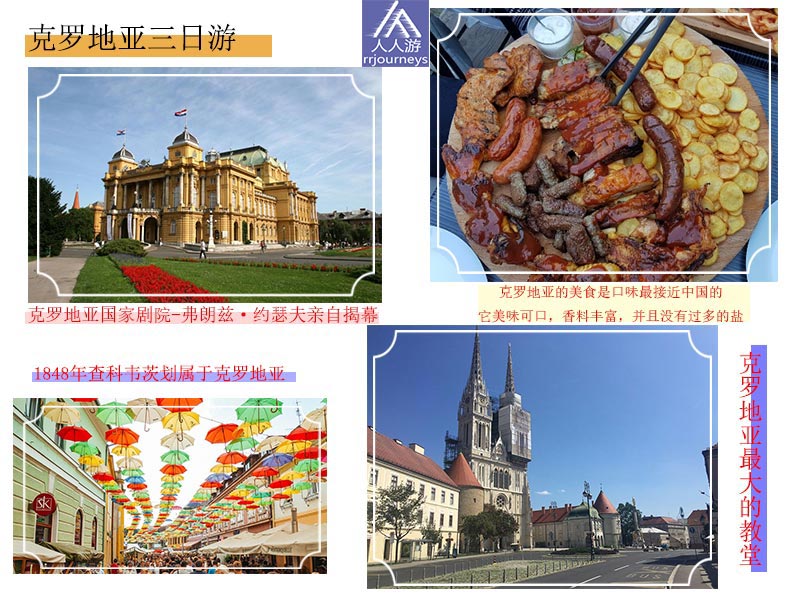 克罗地亚三日游
人人游
rrjourneys
克罗地亚国家剧院-弗朗兹·约瑟夫亲自揭幕
克罗地亚的美食是口味最接近中国的
它美味可口，香料丰富，并且没有过多的盐
1848年查科韦茨划属于克罗地亚
SK
克罗地亚最大的教堂